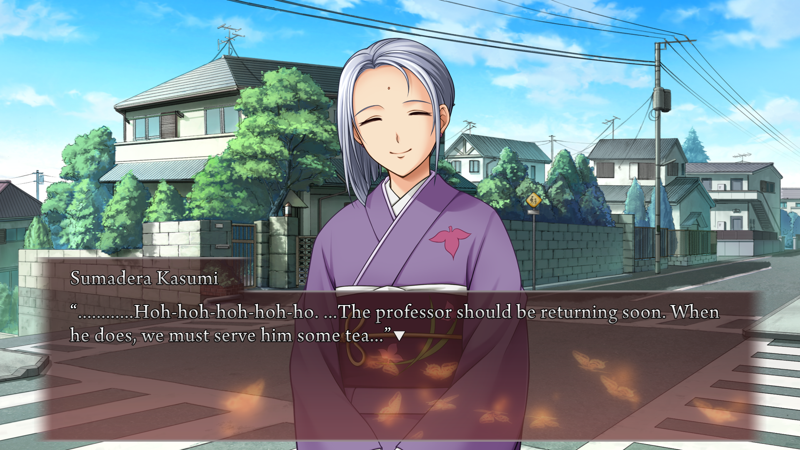 Sumadera Kasumi
“............Hoh-hoh-hoh-hoh-ho. ...The professor should be returning soon. When
he does, we must serve him some tea...”▼